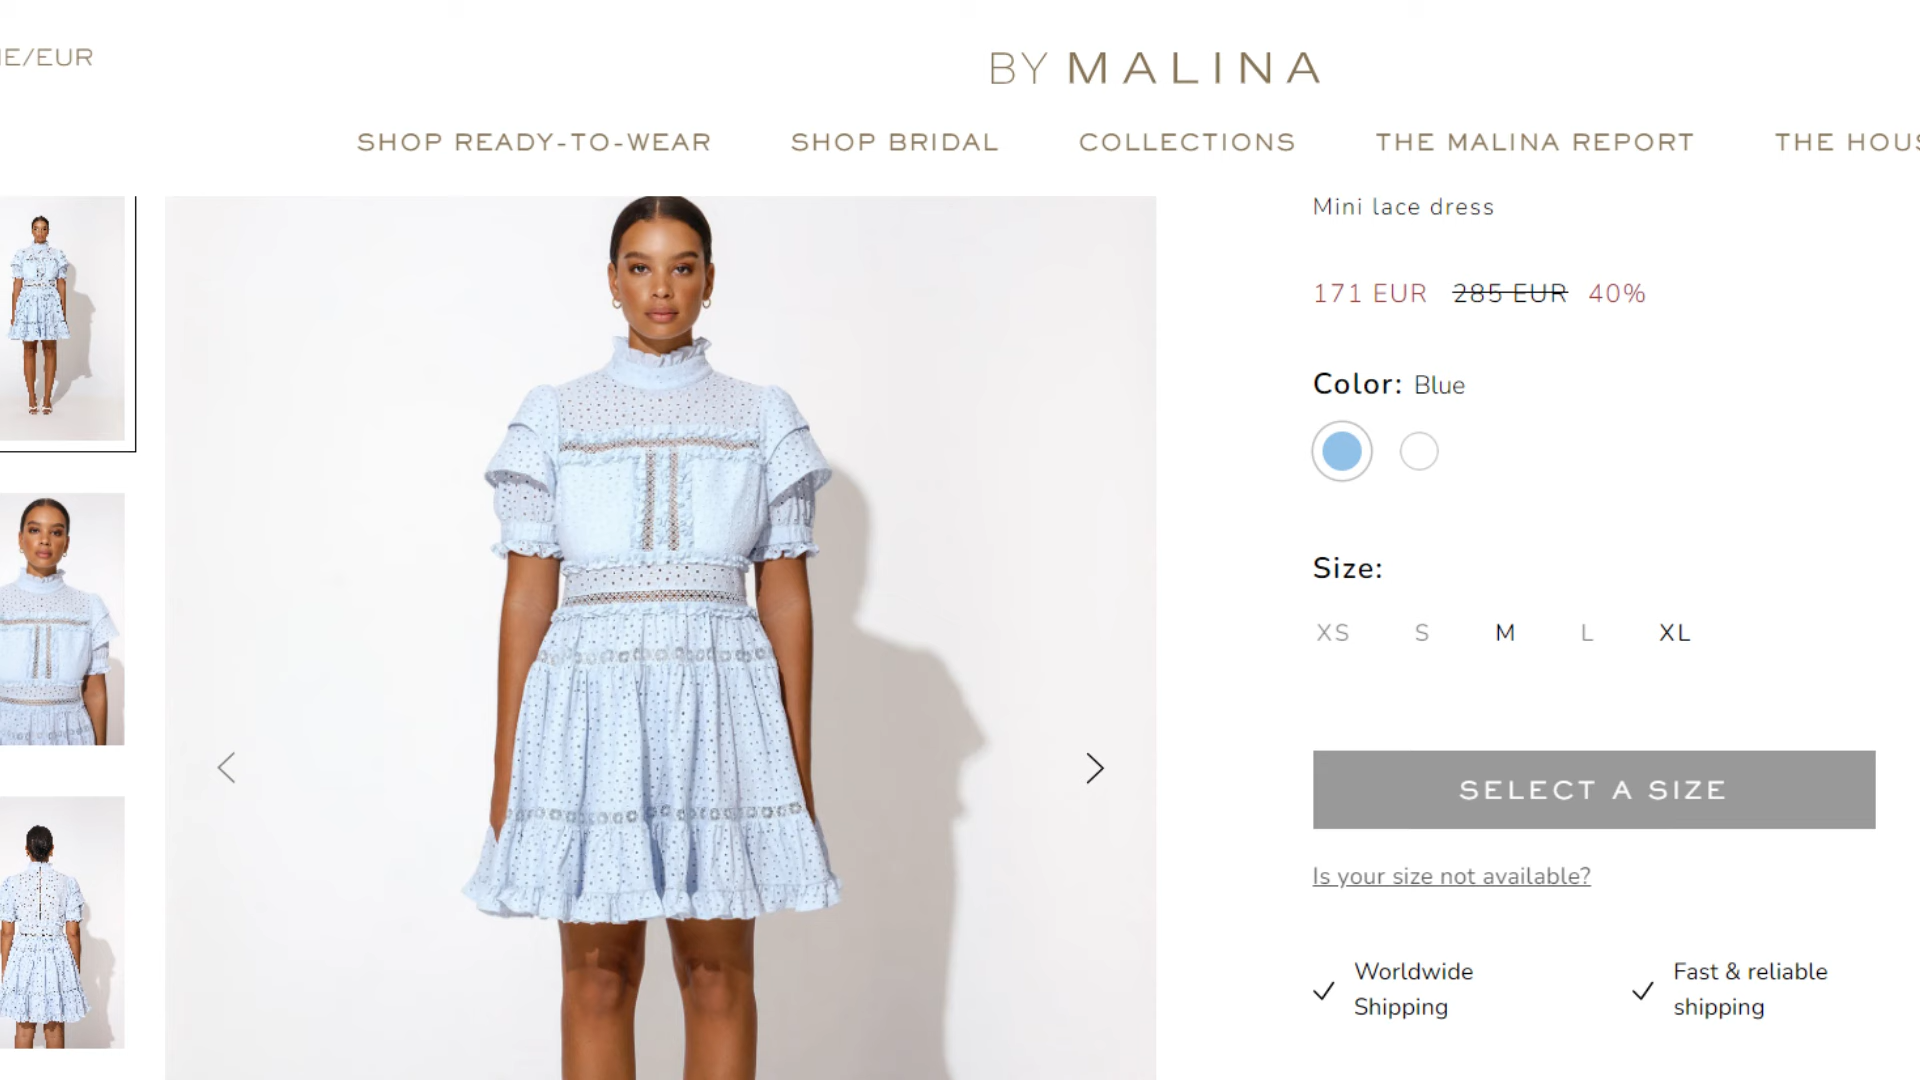 E/EUR
BY MALINA
SHOP READY-TO-WEAR
SHOP BRIDAL
COLLECTIONS
THE MALINA REPORT
THE HOUS
Mini lace dress
171 EUR 285 EUR 40%
Color: Blue
Size:
XS S M L XL
SELECT A SIZE
Is your size not available?
Worldwide
Shipping
Fast & reliable
shipping